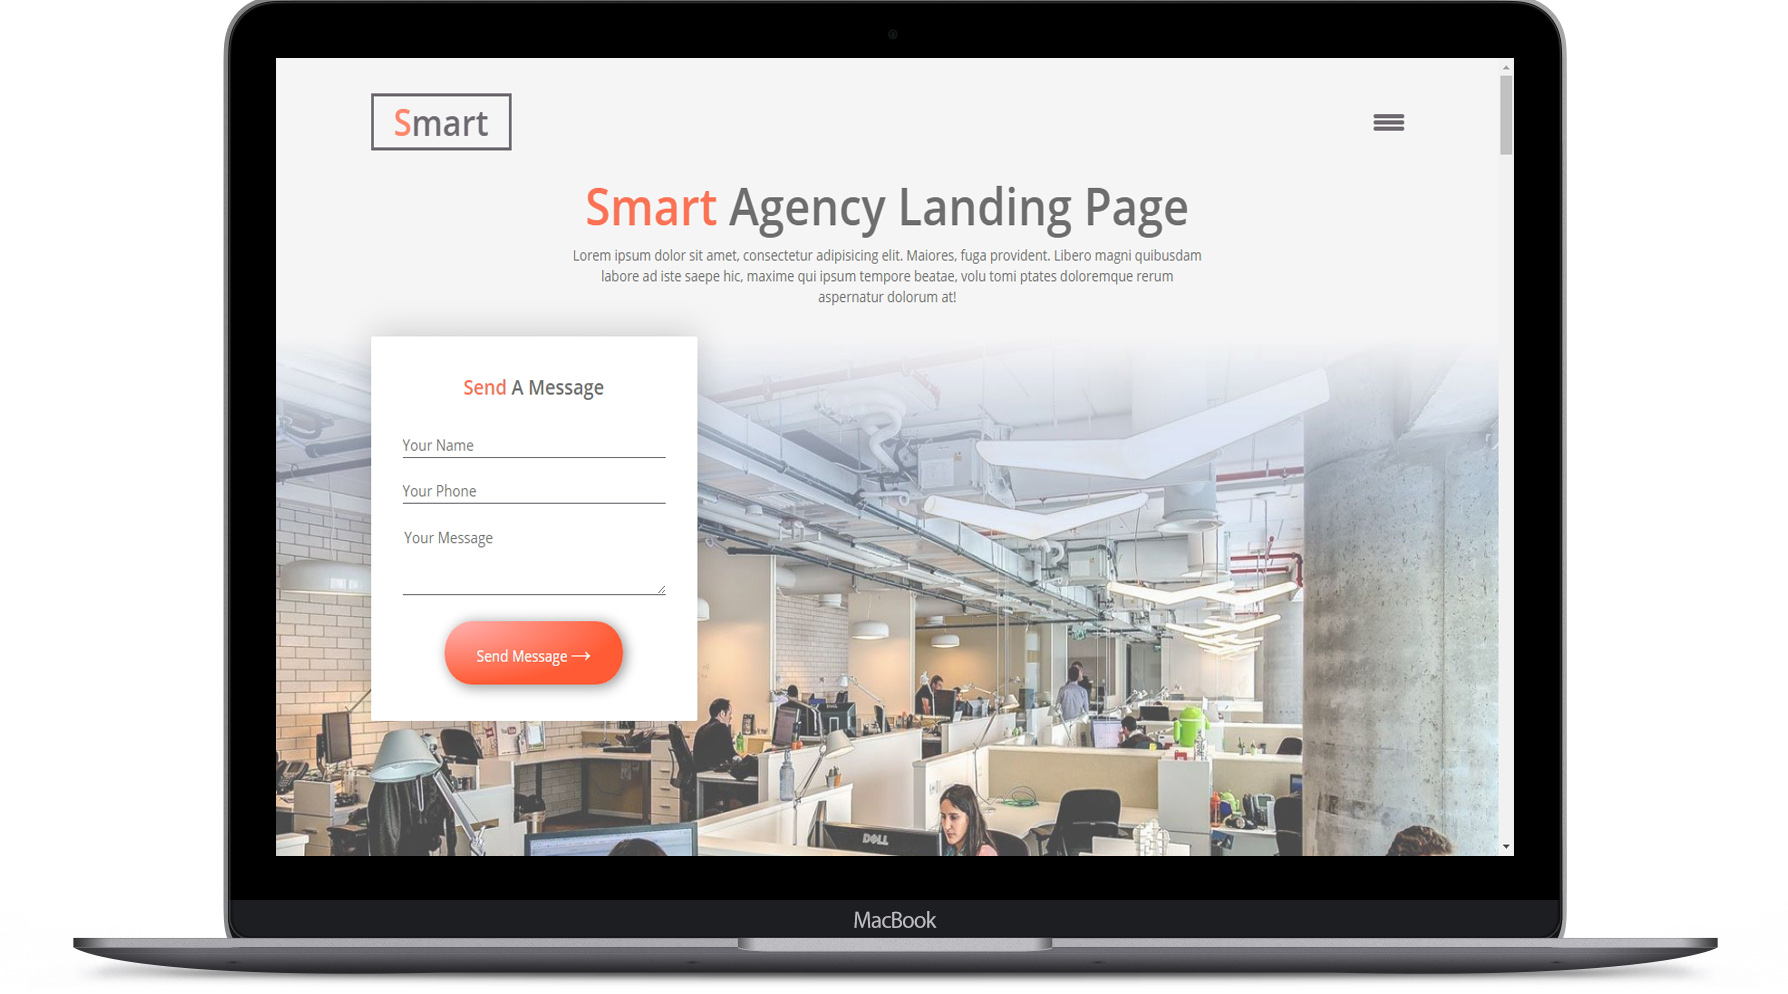 Smart
Smart Agency Landing Page
Lorem ipsum dolor sit amet, consectetur adipisicing elit. Maiores, fuga provident. Libero magni quibusdam
labore ad iste saepe hic, maxime qui ipsum tempore beatae, volu tomi ptates doloremque rerum
aspernatur dolorum at!
Send A Message
Your Name
Your Phone
Your Message
Send Message →
DELL
MacBook